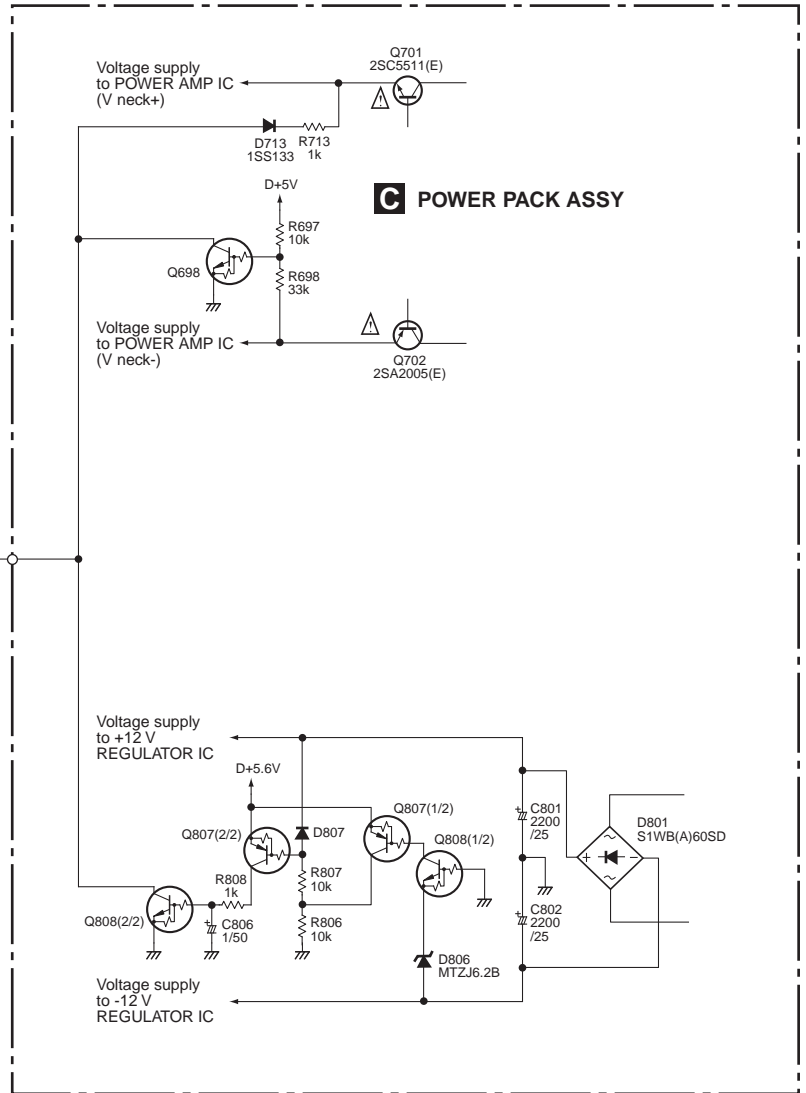 Q701
2SC5511(E)
Voltage supply
to POWER AMP IC
(V neck+)
D713
1SS133
R713
1k
D+5V
C POWER PACK ASSY
R697
10k
Q698
R698
33k
Voltage supply
to POWER AMP IC
(V neck-)
Q702
2SA2005(E)
Voltage supply
to +12 V
REGULATOR IC
D+5.6V
Q807(1/2)
Q807(2/2)
D807
Q808(1/2)
C801
2200
/25
D801
S1WB(A)60SD
R808
1k
R807
10k
Q808(2/2)
C806
1/50
R806
10k
C802
2200
/25
D806
MTZJ6.2B
Voltage supply
to -12 V
REGULATOR IC